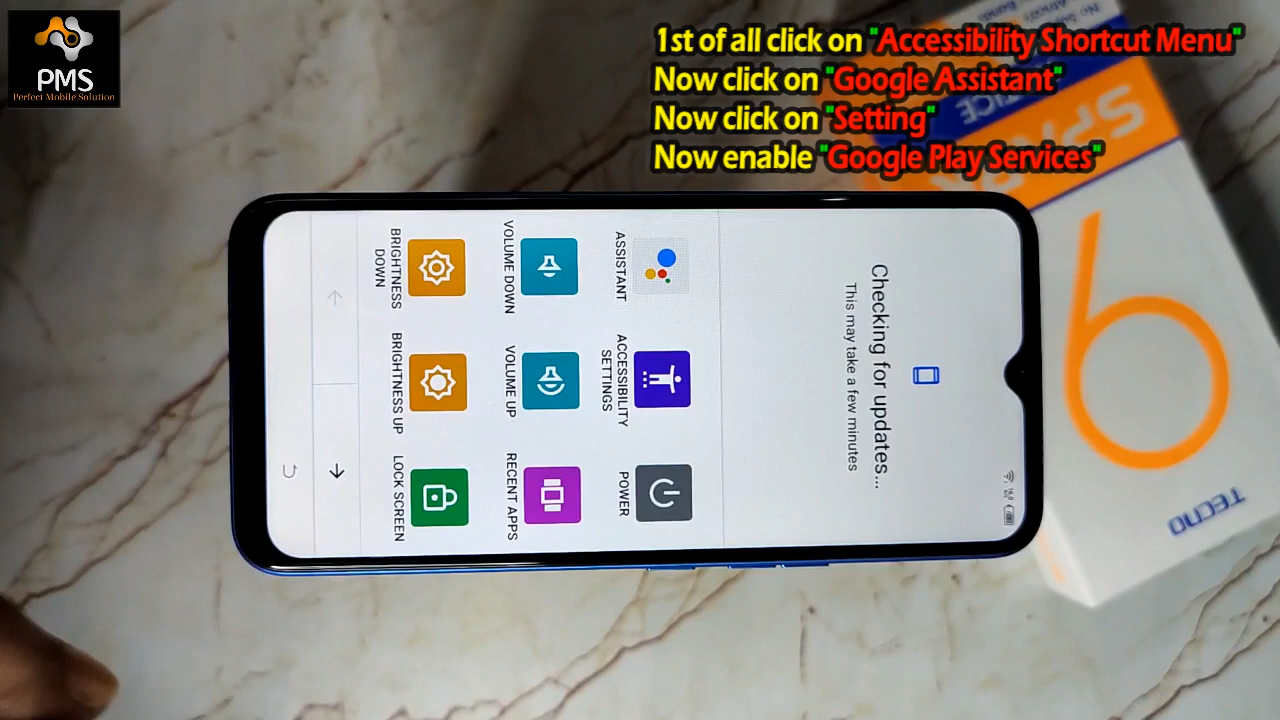 PMS
Perfect Mobile Solution
1st of all click on "Accessibility Shortcut Menu"
Now click on "Google Assistant"
Now click on "Setting"
Now enable "Google Play Services"
Checking for updates...
This may take a few minutes
ASSISTANT
ACCESSIBILITY
SETTINGS
POWER
VOLUME DOWN
VOLUME UP
RECENT APPS
BRIGHTNESS
DOWN
BRIGHTNESS UP
LOCK SCREEN
6
TECNO